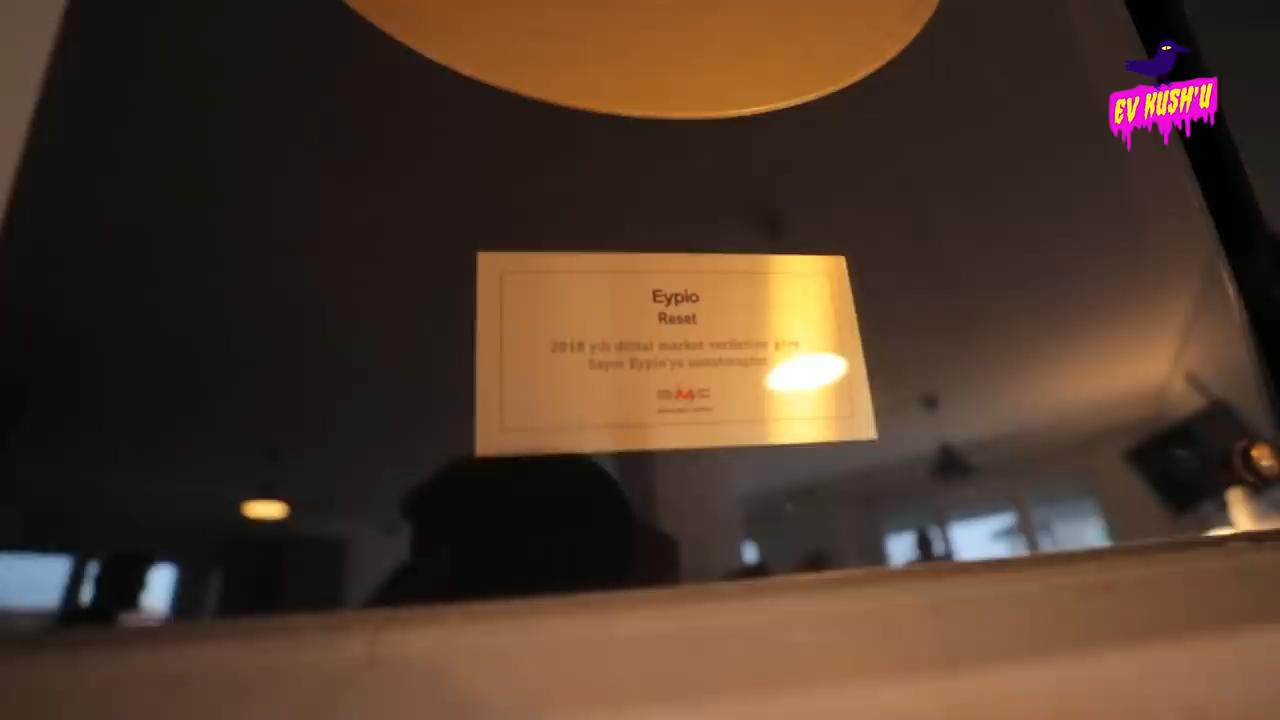 EV KUSH'U
Eypio
Reset
2018 yılı dijital market verilerine göre
Sayın Eypio'ya sunulmuştur